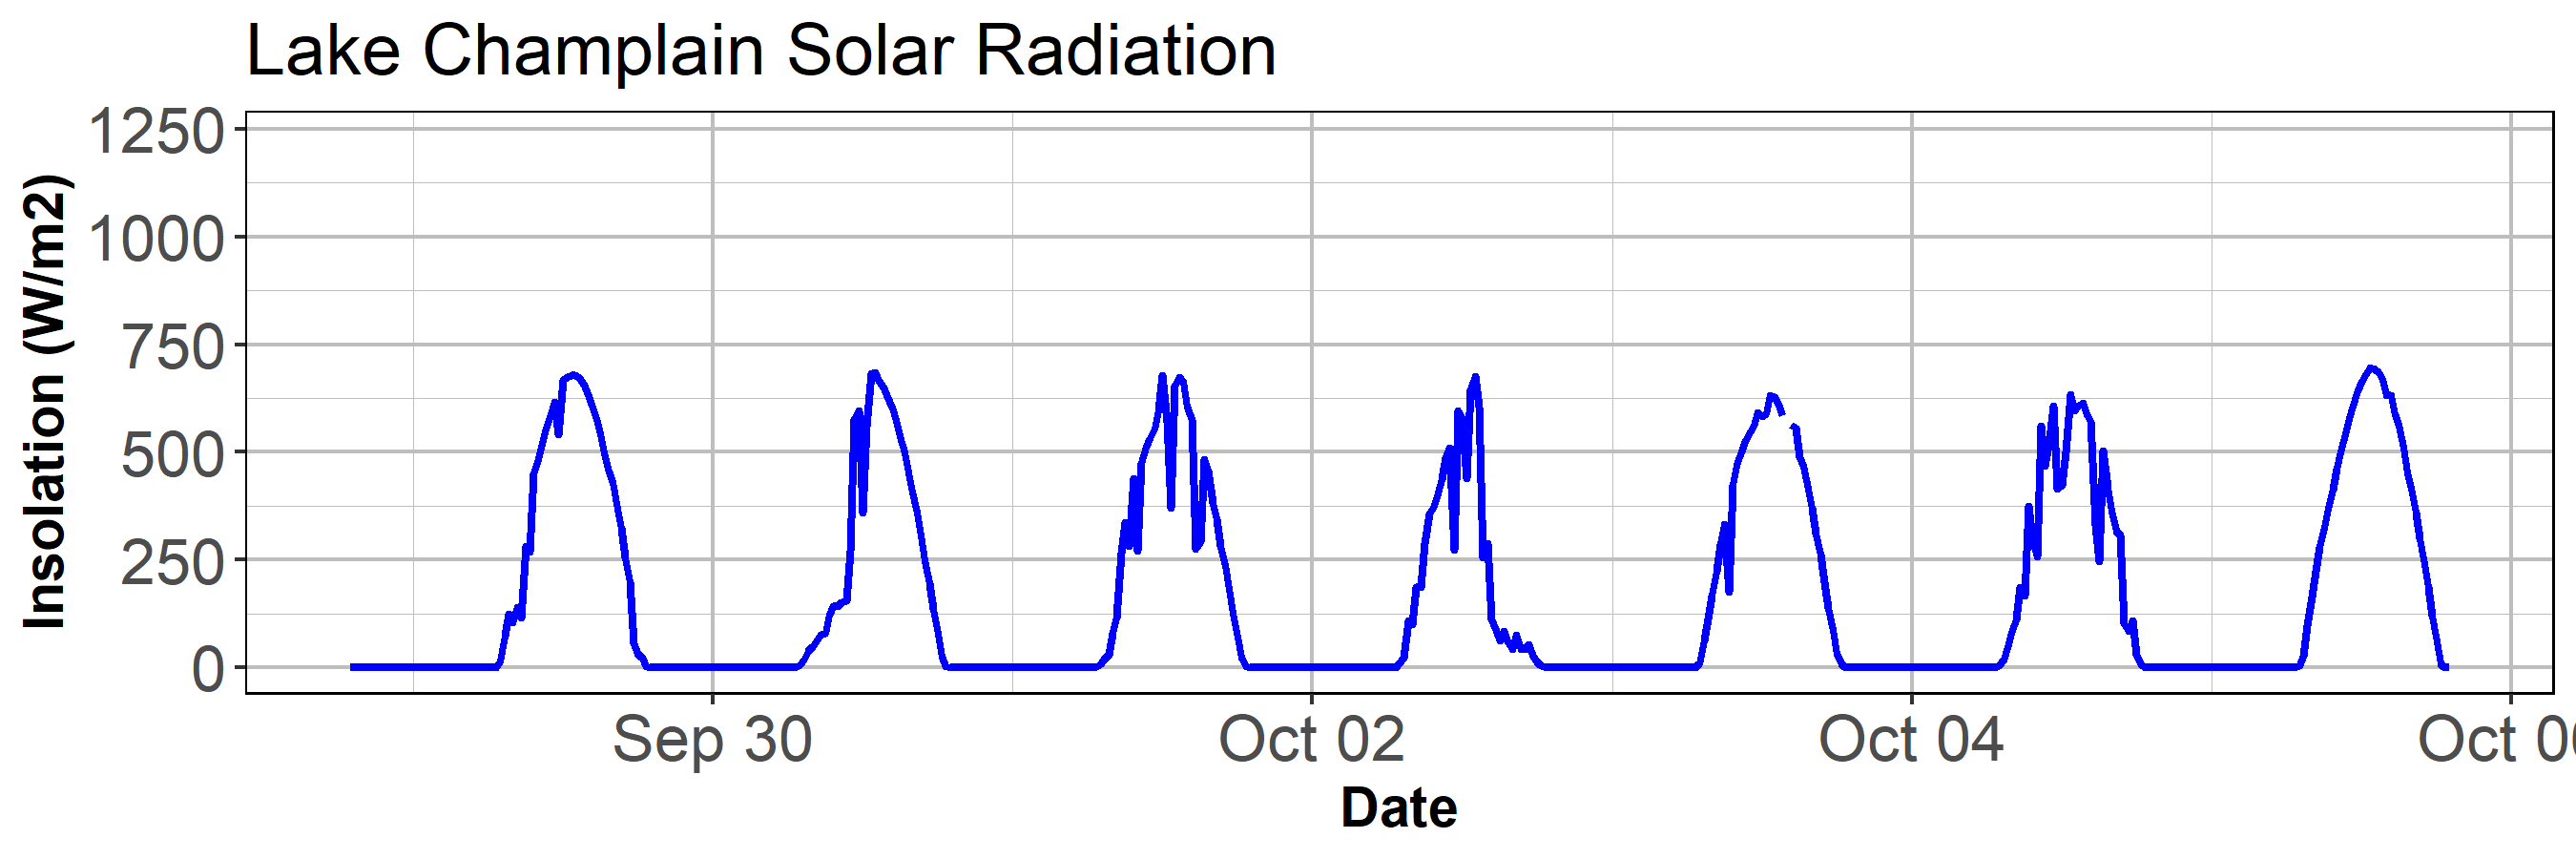 Lake Champlain Solar Radiation
1250
1000
750
500
250
0
Insolation (W/m2)
Sep 30
Oct 02
Oct 04
Oct
Date